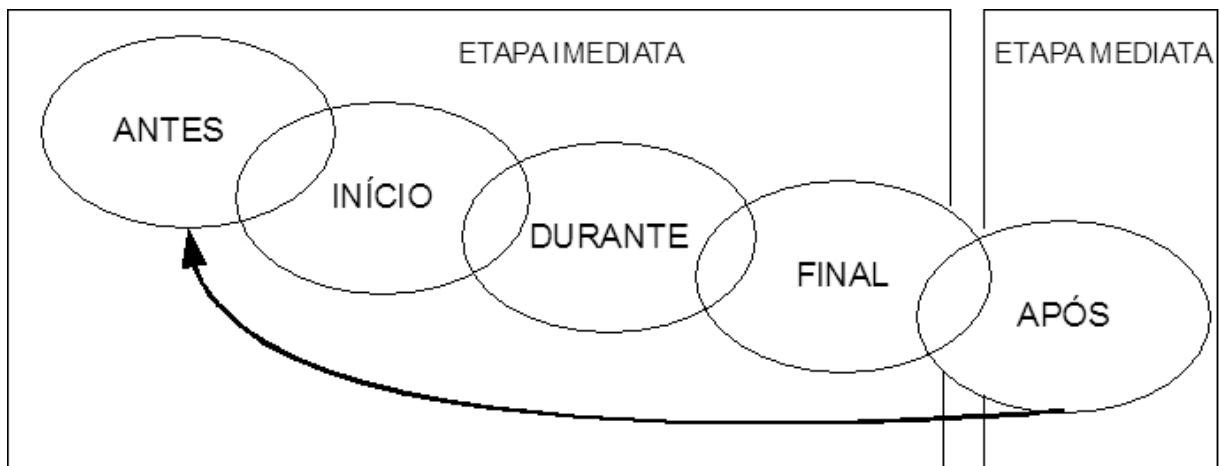 ETAPA IMEDIATA
ETAPA MEDIATA
ANTES
INÍCIO
DURANTE
FINAL
APÓS